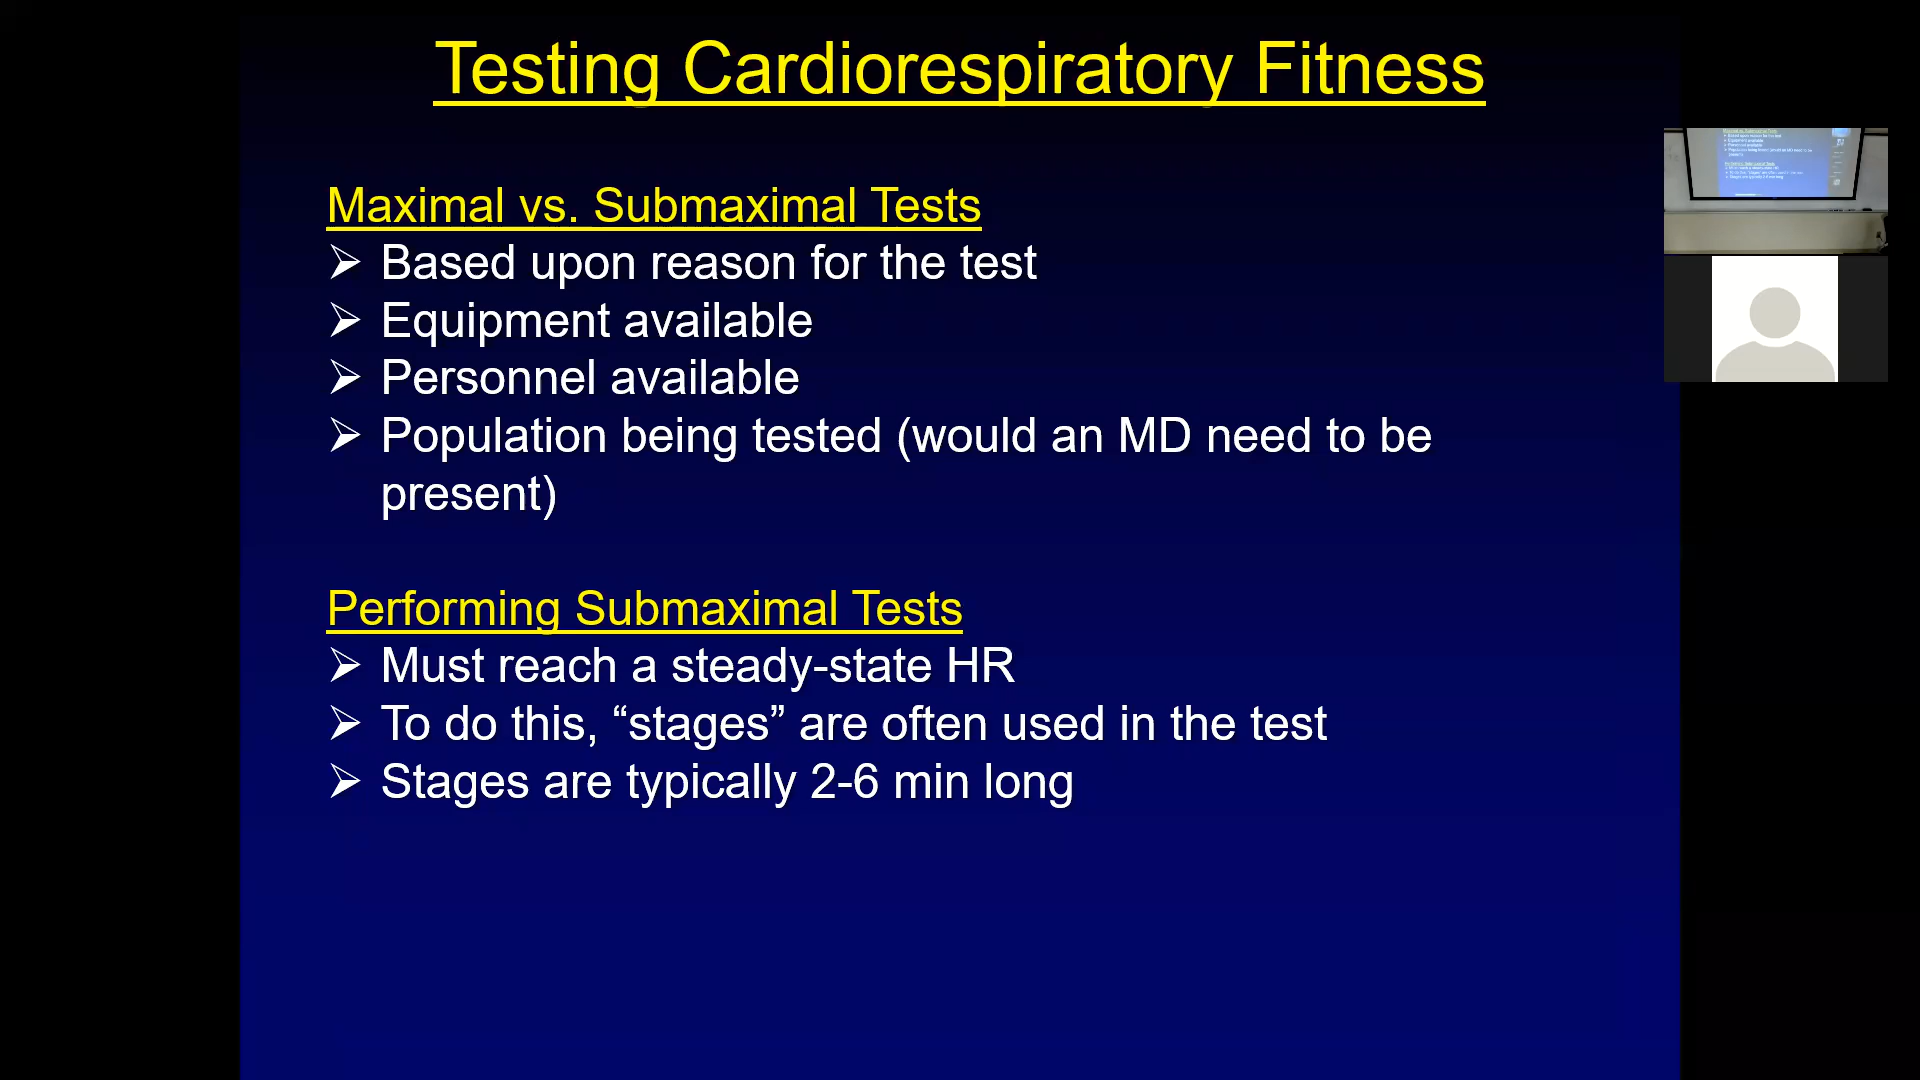 Testing Cardiorespiratory Fitness
Maximal vs. Submaximal Tests
➢ Based upon reason for the test
➢ Equipment available
➢ Personnel available
➢ Population being tested (would an MD need to be
present)
Performing Submaximal Tests
➢ Must reach a steady-state HR
➢ To do this, “stages” are often used in the test
➢ Stages are typically 2-6 min long